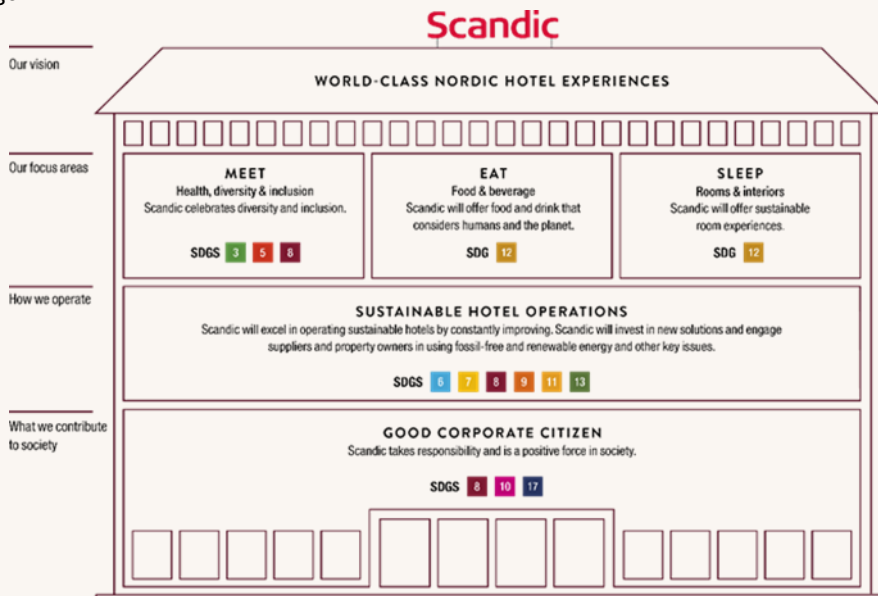 Scandic
Our vision
WORLD-CLASS NORDIC HOTEL EXPERIENCES
Our focus areas
MEET
Health, diversity & inclusion
Scandic celebrates diversity and inclusion.
SDGS 3 5 8
EAT
Food & beverage
Scandic will offer food and drink that
considers humans and the planet.
SDG 12
SLEEP
Rooms & interiors
Scandic will offer sustainable
room experiences.
SDG 12
How we operate
SUSTAINABLE HOTEL OPERATIONS
Scandic will excel in operating sustainable hotels by constantly improving. Scandic will invest in new solutions and engage
suppliers and property owners in using fossil-free and renewable energy and other key issues.
SDGS 6 7 8 9 11 13
What we contribute
to society
GOOD CORPORATE CITIZEN
Scandic takes responsibility and is a positive force in society.
SDGS 8 10 17